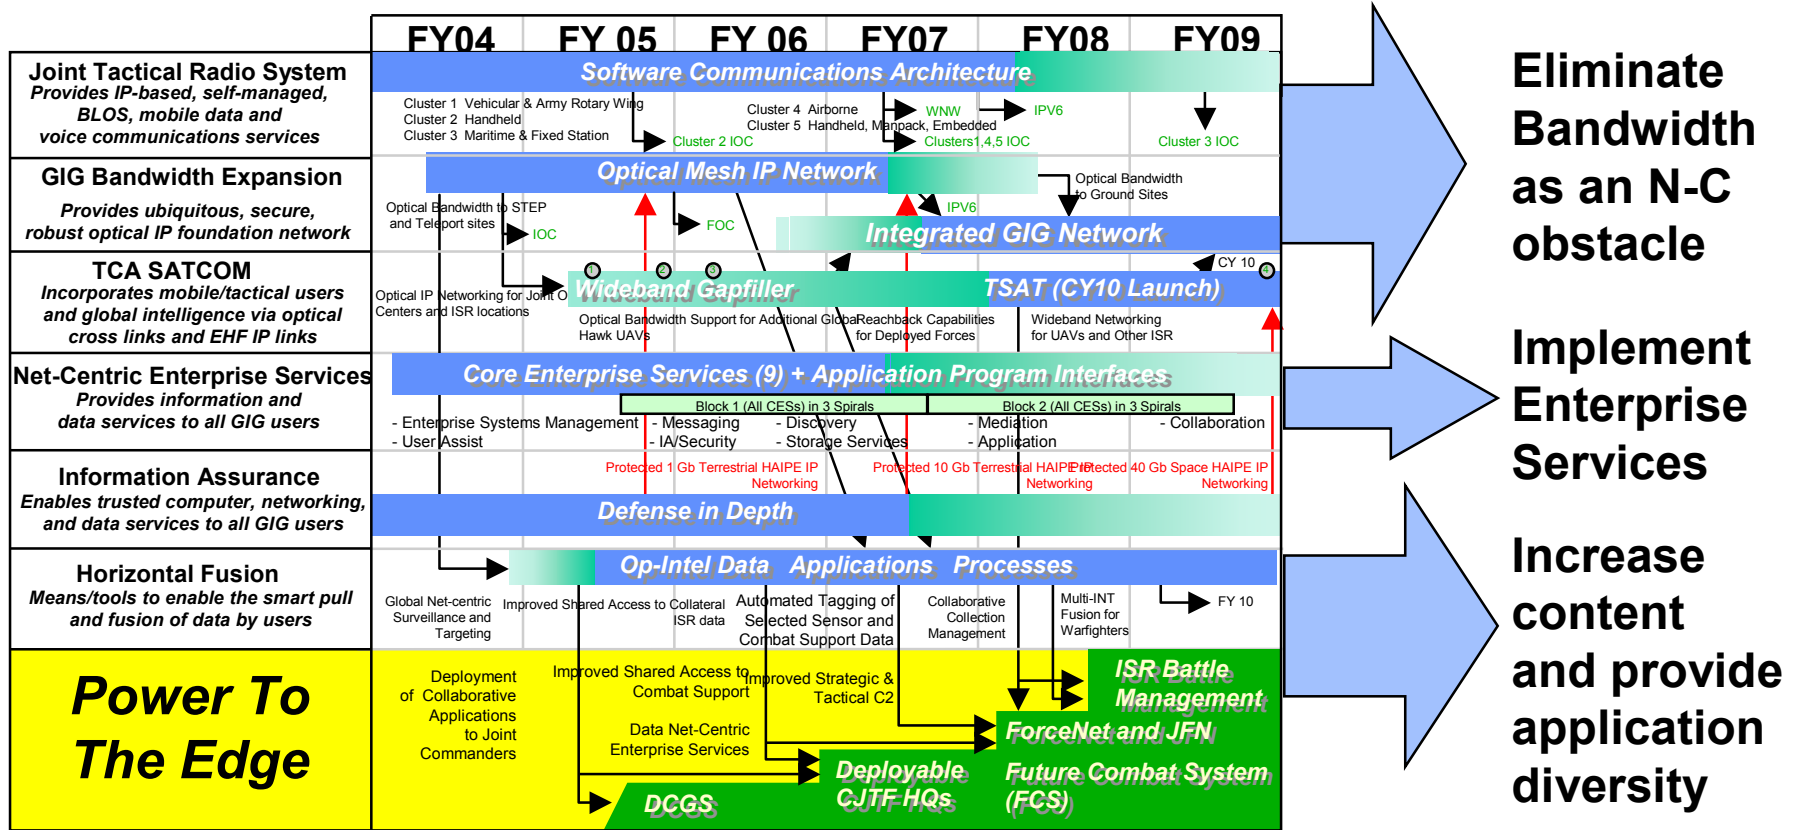 FY04 FY 05 FY 06 FY07 FY08 FY09
Joint Tactical Radio System
Provides IP-based, self-managed,
BLOS, mobile data and
voice communications services
Software Communications Architecture
Cluster 1 Vehicular & Army Rotary Wing
Cluster 2 Handheld
Cluster 3 Maritime & Fixed Station
Cluster 2 IOC
Cluster 4 Airborne
Cluster 5 Handheld, Manpack, Embedded
WNW
IPV6
Clusters1,4,5 IOC
Cluster 3 IOC
GIG Bandwidth Expansion
Provides ubiquitous, secure,
robust optical IP foundation network
Optical Mesh IP Network
Optical Bandwidth to STEP
and Teleport sites
IOC
FOC
IPV6
Optical Bandwidth
to Ground Sites
Integrated GIG Network
TCA SATCOM
Incorporates mobile/tactical users
and global intelligence via optical
cross links and EHF IP links
CY 10
1 2 3 4
Wideband Gapfiller
TSAT (CY10 Launch)
Optical IP Networking for Joint O
Centers and ISR locations
Optical Bandwidth Support for Additional Global
Hawk UAVs
Reachback Capabilities
for Deployed Forces
Wideband Networking
for UAVs and Other ISR
Net-Centric Enterprise Services
Provides information and
data services to all GIG users
Core Enterprise Services (9) + Application Program Interfaces
Block 1 (All CESs) in 3 Spirals
Block 2 (All CESs) in 3 Spirals
- Enterprise Systems Management
- User Assist
- Messaging
- IA/Security
- Discovery
- Storage Services
- Mediation
- Application
- Collaboration
Information Assurance
Enables trusted computer, networking,
and data services to all GIG users
Protected 1 Gb Terrestrial HAIPE IP
Networking
Protected 10 Gb Terrestrial HAIPE IP
Networking
Protected 40 Gb Space HAIPE IP
Networking
Defense in Depth
Horizontal Fusion
Means/tools to enable the smart pull
and fusion of data by users
Op-Intel Data Applications Processes
Global Net-centric
Surveillance and
Targeting
Improved Shared Access to Collateral
ISR data
Automated Tagging of
Selected Sensor and
Combat Support Data
Collaborative
Collection
Management
Multi-INT
Fusion for
Warfighters
FY 10
Power To
The Edge
Deployment
of Collaborative
Applications
to Joint
Commanders
Improved Shared Access to
Combat Support
Data Net-Centric
Enterprise Services
Improved Strategic &
Tactical C2
ISR Battle
Management
ForceNet and JFN
Deployable
CJTF HQs
Future Combat System
(FCS)
DCGS
Eliminate
Bandwidth
as an N-C
obstacle
Implement
Enterprise
Services
Increase
content
and provide
application
diversity